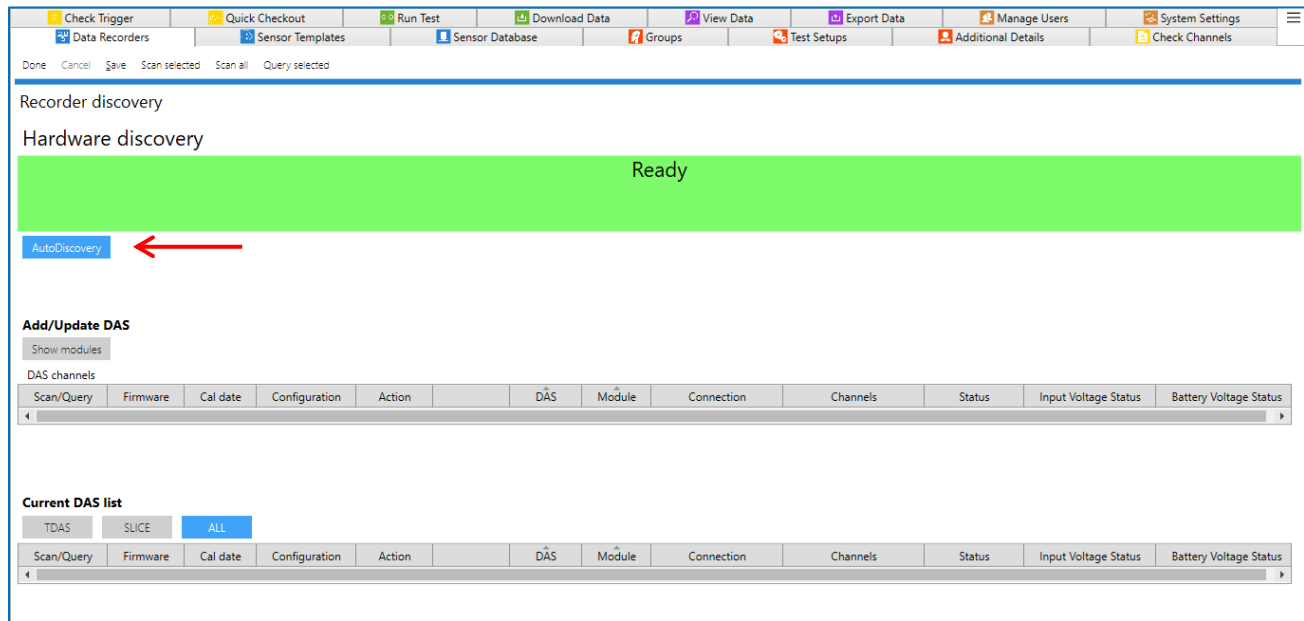 Check Trigger Quick Checkout Run Test Download Data View Data Export Data Manage Users System Settings
Data Recorders Sensor Templates Sensor Database Groups Test Setups Additional Details Check Channels
Done Cancel Save Scan selected Scan all Query selected
Recorder discovery
Hardware discovery
Ready
AutoDiscovery
Add/Update DAS
Show modules
DAS channels
Scan/Query Firmware Cal date Configuration Action DAS Module Connection Channels Status Input Voltage Status Battery Voltage Status
Current DAS list
TDAS SLICE ALL
Scan/Query Firmware Cal date Configuration Action DAS Module Connection Channels Status Input Voltage Status Battery Voltage Status